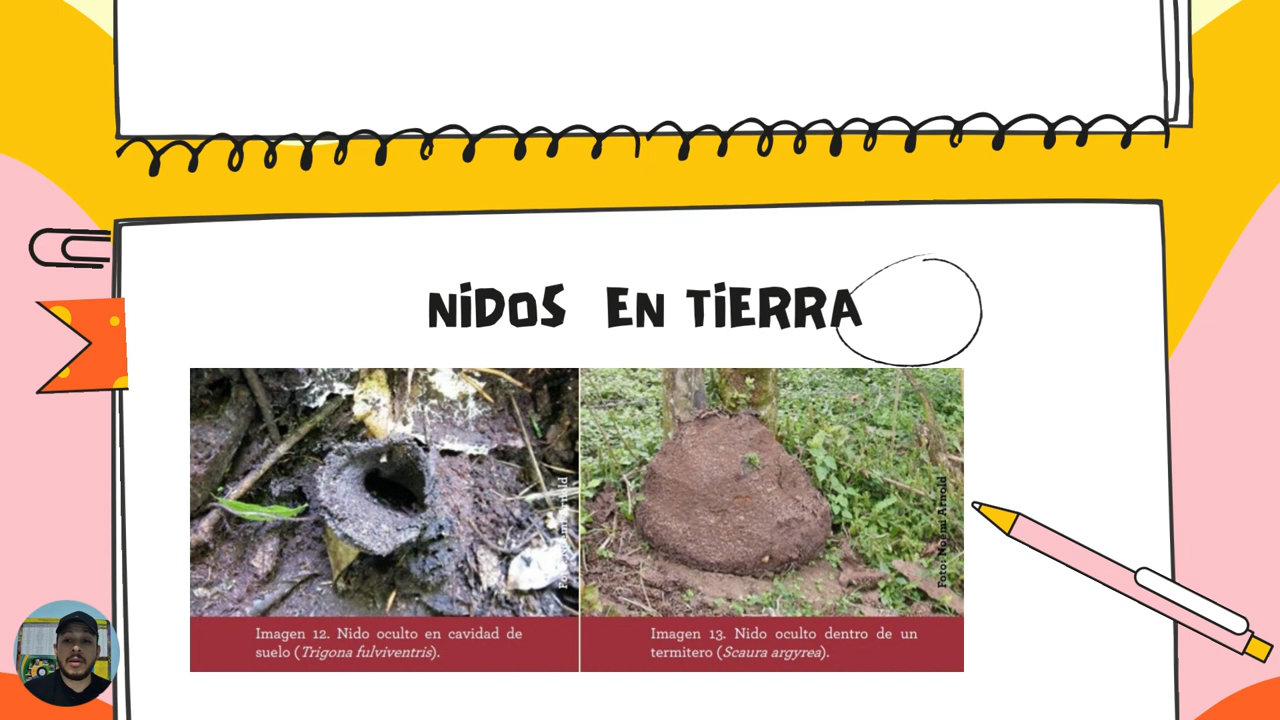 NIDOS EN TIERRA
Foto: Noemi Arnold
Imagen 12. Nido oculto en cavidad de
suelo (Trigona fulviventris).
Imagen 13. Nido oculto dentro de un
termitero (Scaura argyrea).